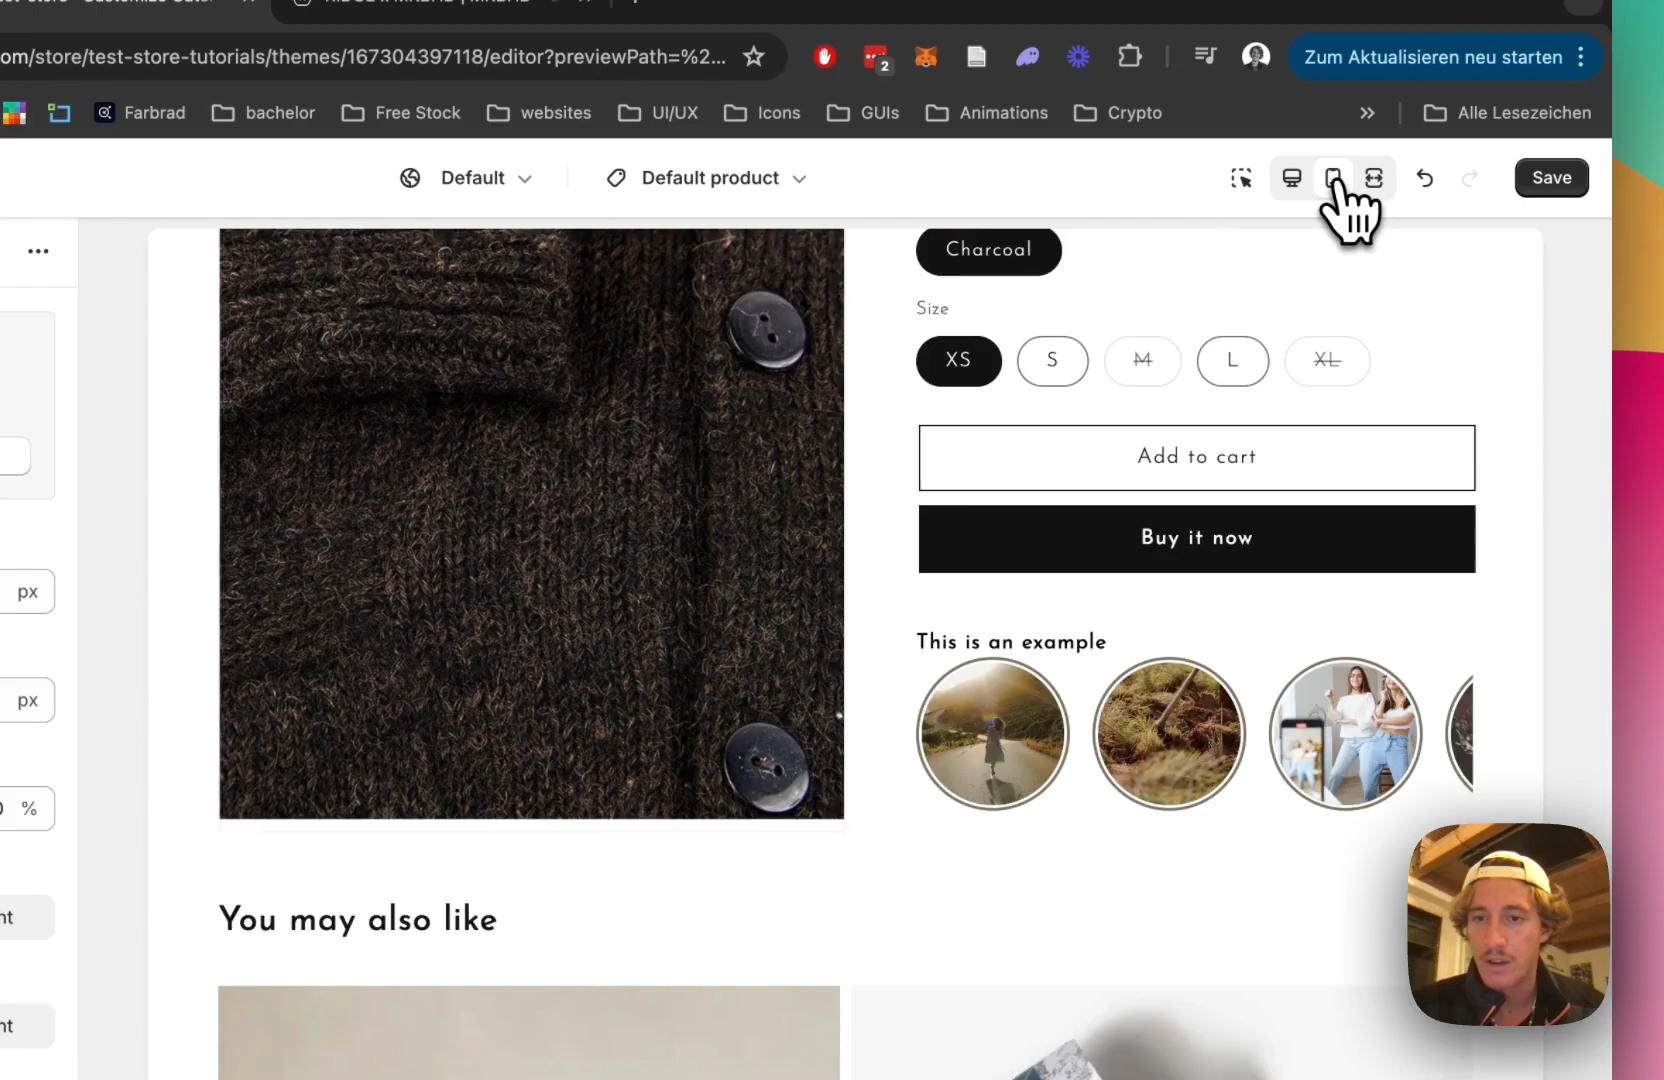 com/store/test-store-tutorials/themes/167304397118/editor?previewPath=%2...
2
Zum Aktualisieren neu starten
Farbrad
bachelor
Free Stock
websites
UI/UX
Icons
GUIs
Animations
Crypto
»
Alle Lesezeichen
Default
Default product
Save
Charcoal
Size
XS
S
M
L
XL
px
Add to cart
Buy it now
px
This is an example
%
You may also like